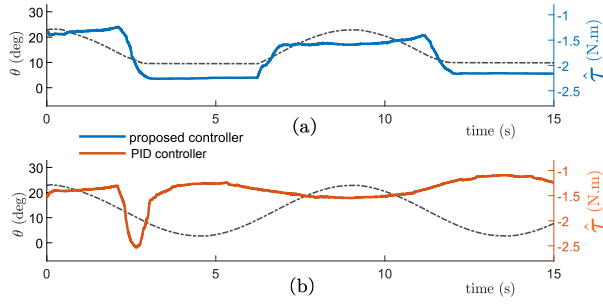 30
20
10
0
θ (deg)
-1
-1.5
-2
-2.5
τ̂ (N.m)
0 5 10 15
(a) time (s)
proposed controller
PID controller
30
20
10
0
θ (deg)
-1
-1.5
-2
-2.5
τ̂ (N.m)
0 5 10 15
(b) time (s)